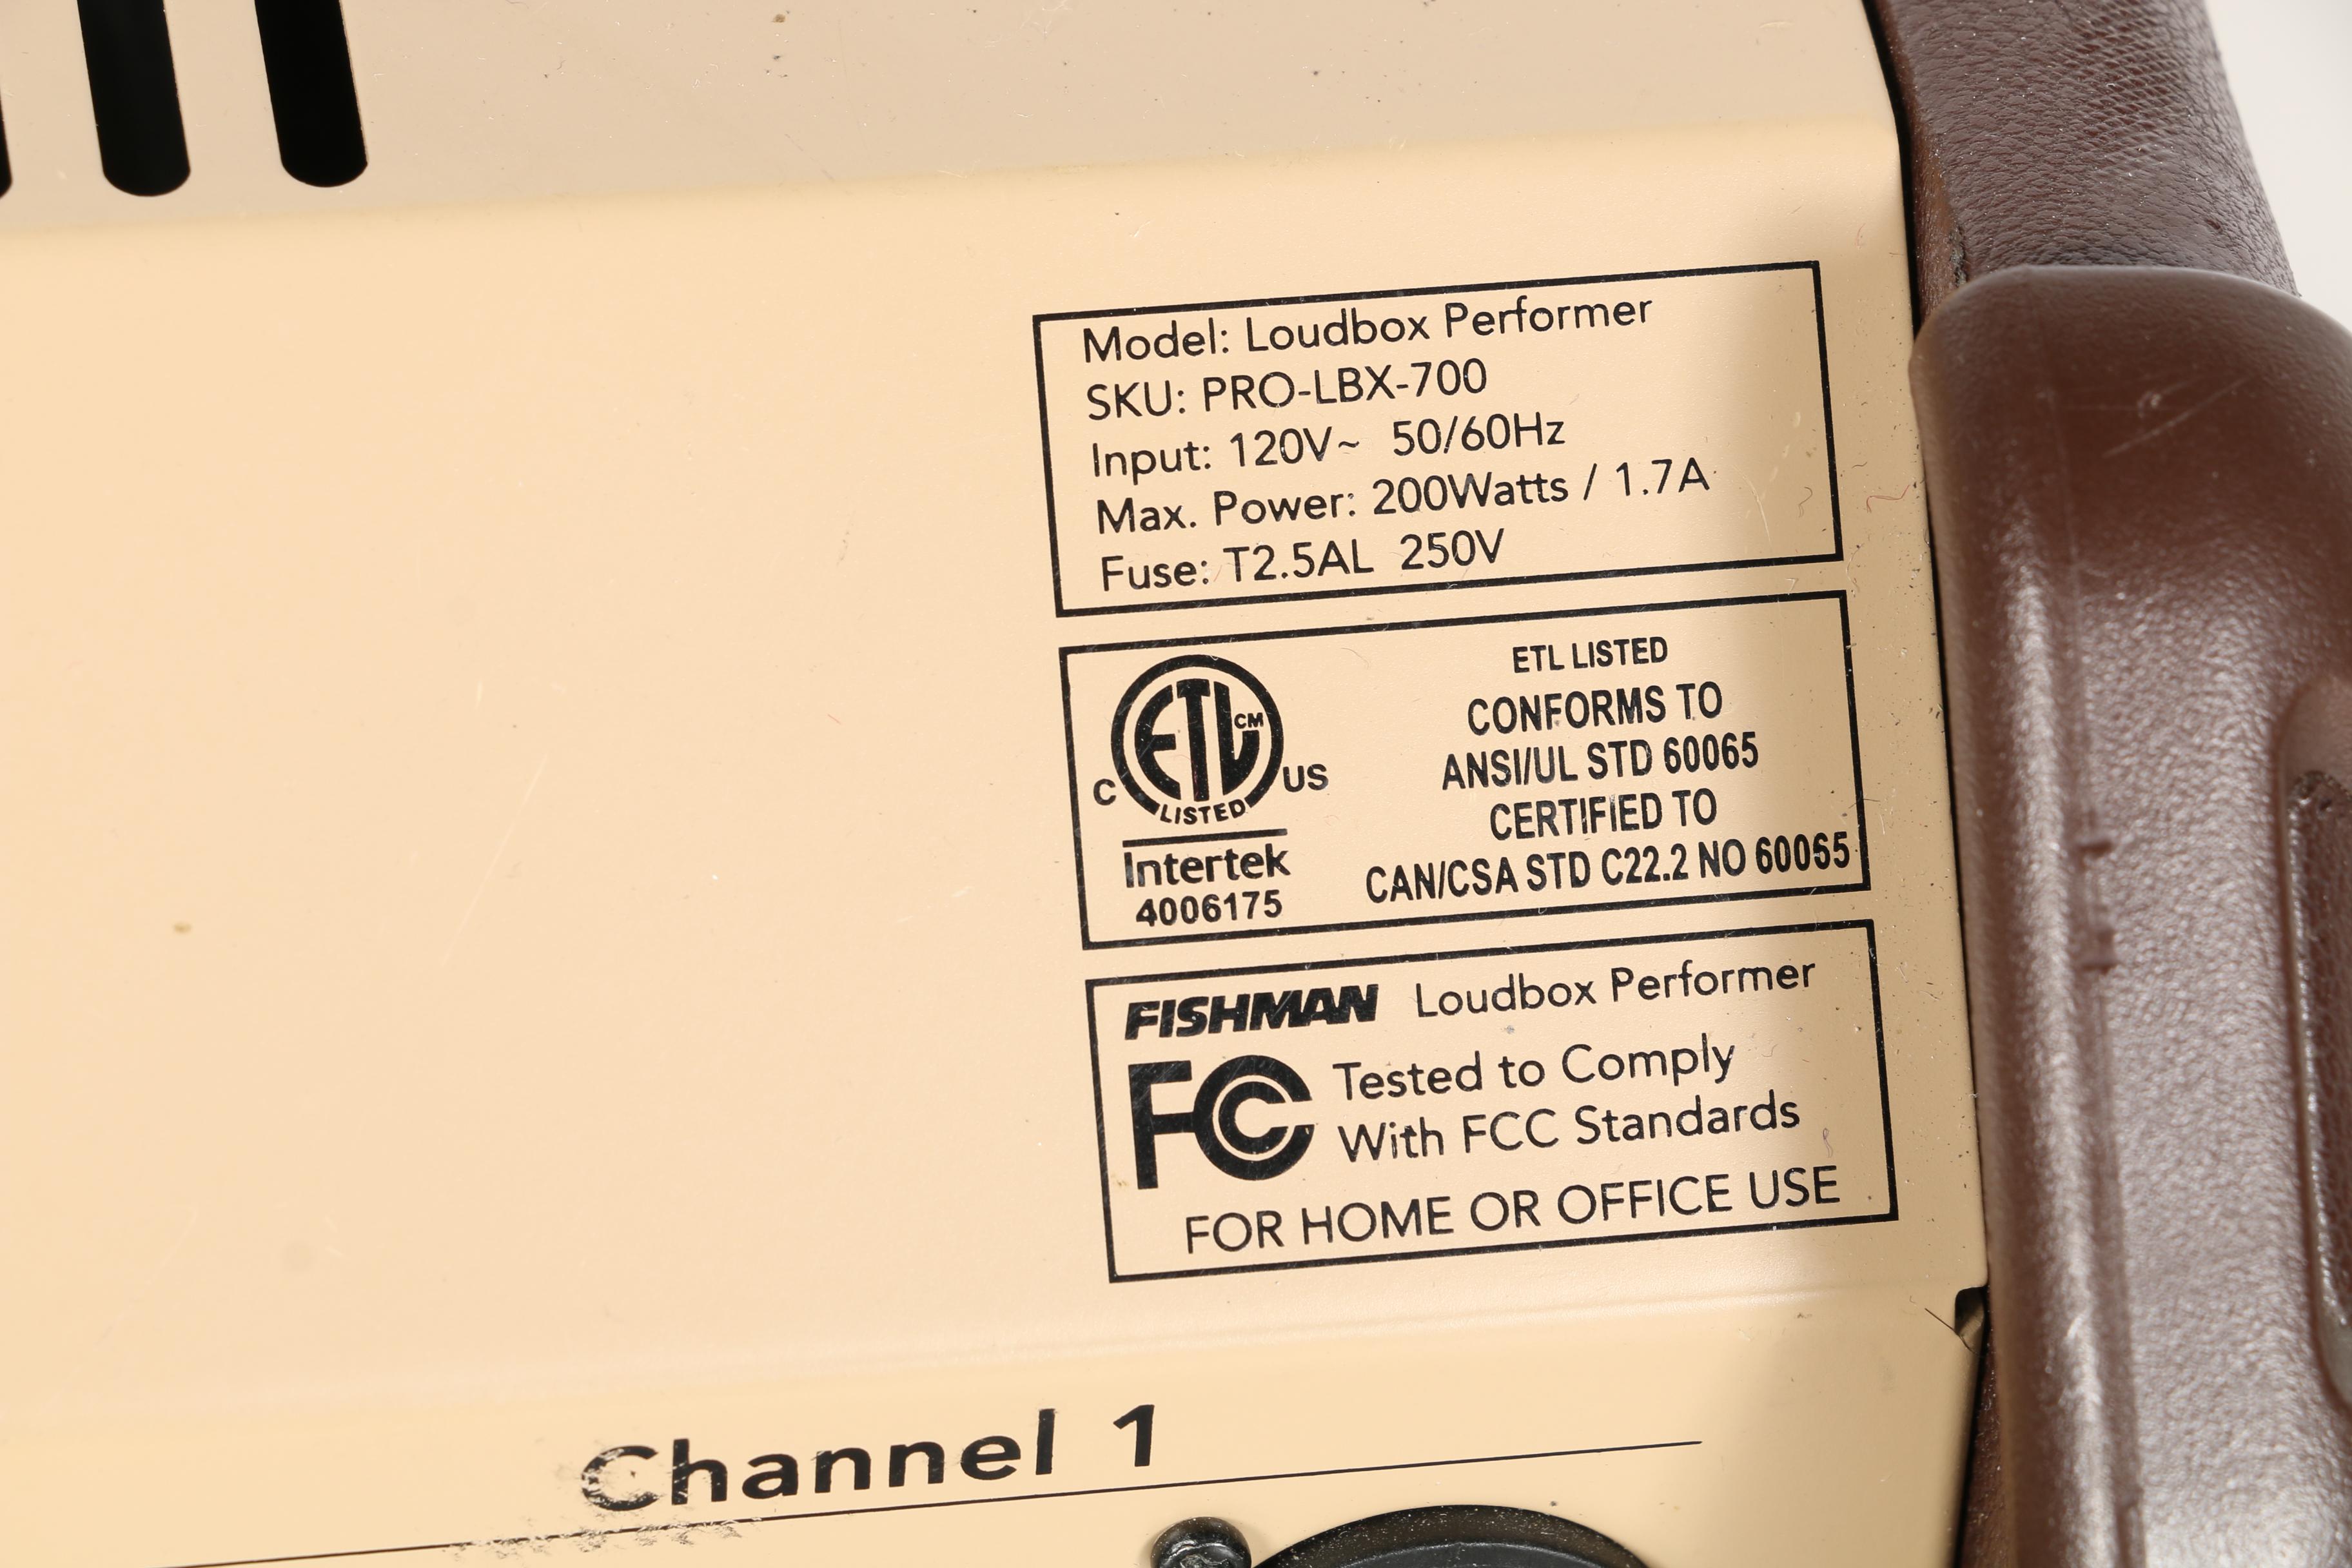 Model: Loudbox Performer
SKU: PRO-LBX-700
Input: 120V~ 50/60Hz
Max. Power: 200Watts / 1.7A
Fuse: T2.5AL 250V
ETL CM
C US
LISTED
Intertek
4006175
ETL LISTED
CONFORMS TO
ANSI/UL STD 60065
CERTIFIED TO
CAN/CSA STD C22.2 NO 60065
FISHMAN Loudbox Performer
FC Tested to Comply
With FCC Standards
FOR HOME OR OFFICE USE
Channel 1